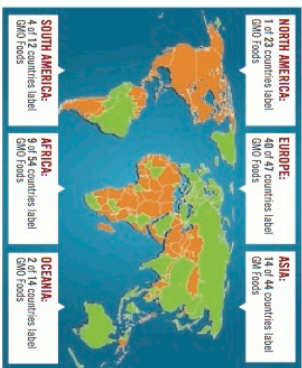 NORTH AMERICA:
1 of 23 countries label
GMO Foods
EUROPE:
40 of 47 countries label
GMO Foods
ASIA:
14 of 44 countries label
GM Foods
SOUTH AMERICA:
4 of 12 countries label
GMO Foods
AFRICA:
9 of 54 countries label
GMO Foods
OCEANIA:
2 of 14 countries label
GMO Foods